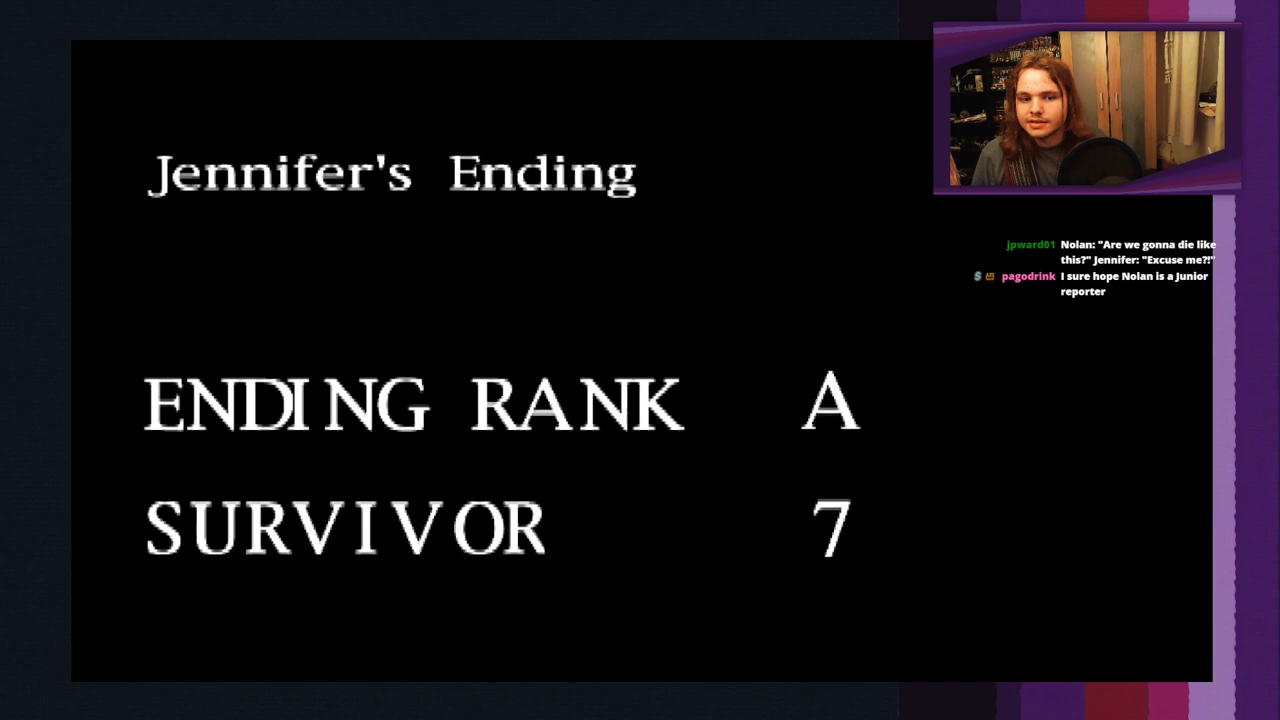 Jennifer's Ending
ENDING RANK A
SURVIVOR 7
jpward01 Nolan: "Are we gonna die like
this?" Jennifer: "Excuse me?!"
pagodrink I sure hope Nolan is a Junior
reporter